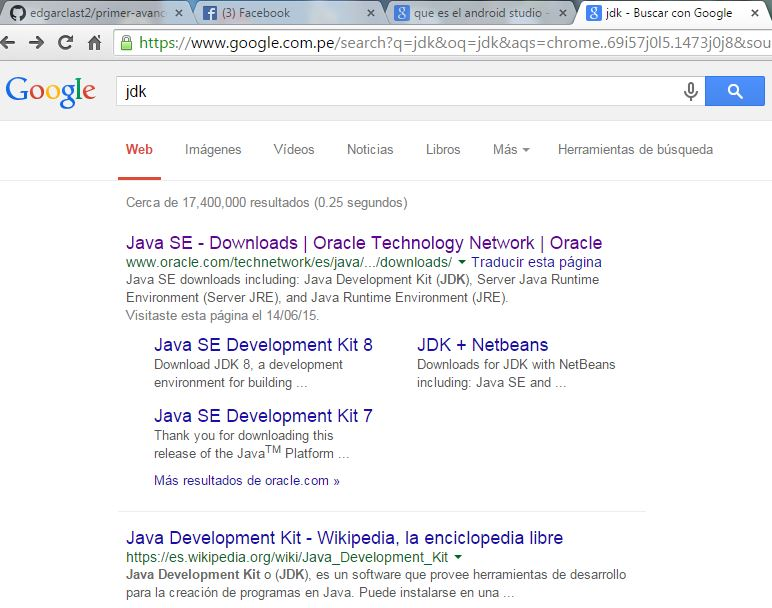 edgarclast2/primer-avanc
(3) Facebook
que es el android studio -
jdk - Buscar con Google
https://www.google.com.pe/search?q=jdk&oq=jdk&aqs=chrome..69i57j0l5.1473j0j8&sou
Google
jdk
Web Imágenes Vídeos Noticias Libros Más Herramientas de búsqueda
Cerca de 17,400,000 resultados (0.25 segundos)
Java SE - Downloads | Oracle Technology Network | Oracle
www.oracle.com/technetwork/es/java/.../downloads/ Traducir esta página
Java SE downloads including: Java Development Kit (JDK), Server Java Runtime
Environment (Server JRE), and Java Runtime Environment (JRE).
Visitaste esta página el 14/06/15.
Java SE Development Kit 8
Download JDK 8, a development
environment for building ...
JDK + Netbeans
Downloads for JDK with NetBeans
including: Java SE and ...
Java SE Development Kit 7
Thank you for downloading this
release of the Java™ Platform ...
Más resultados de oracle.com »
Java Development Kit - Wikipedia, la enciclopedia libre
https://es.wikipedia.org/wiki/Java_Development_Kit
Java Development Kit o (JDK), es un software que provee herramientas de desarrollo
para la creación de programas en Java. Puede instalarse en una ...